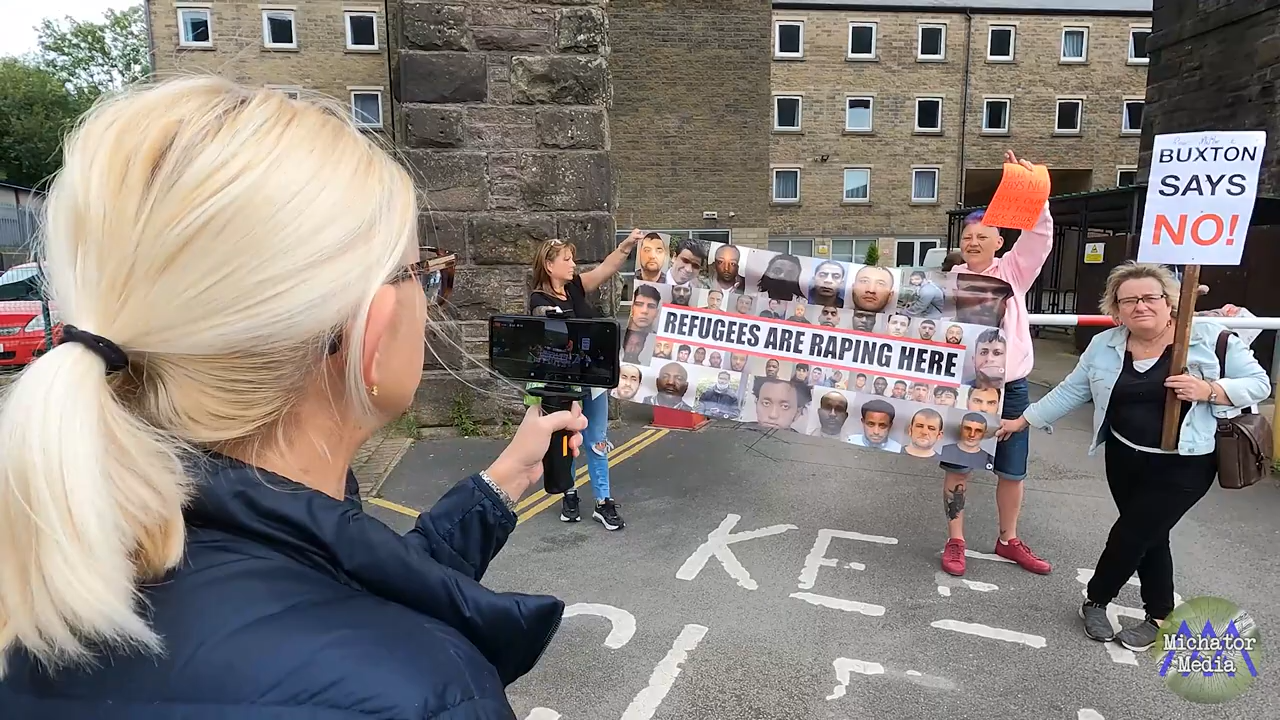 BUXTON
SAYS
NO!
REFUGEES ARE RAPING HERE
KE
Michator
Media